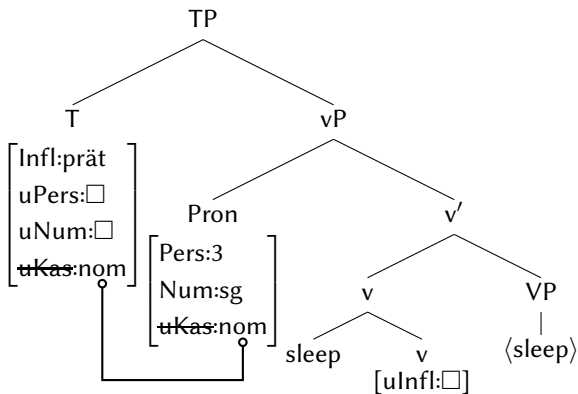 TP
T vP
Infl:prät
uPers:□
uNum:□
uKas:nom
Pron v′
Pers:3
Num:sg
uKas:nom
v VP
sleep v ⟨sleep⟩
[uInfl:□]